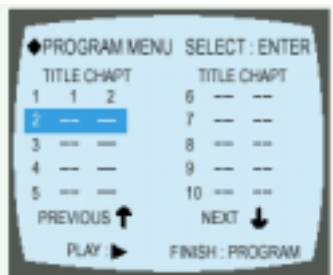 ◆PROGRAM MENU SELECT : ENTER
TITLE CHAPT TITLE CHAPT
1 1 2 6 -- --
2 -- -- 7 -- --
3 -- -- 8 -- --
4 -- -- 9 -- --
5 -- -- 10 -- --
PREVIOUS ↑ NEXT ↓
PLAY : ▶ FINISH : PROGRAM